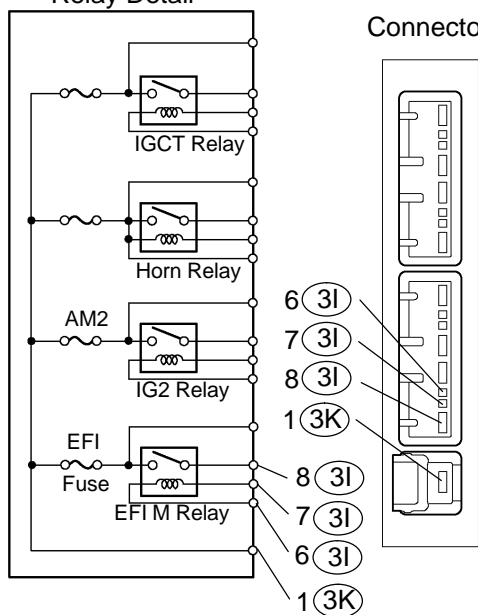 Relay Detail
Connecto
IGCT Relay
Horn Relay
AM2
IG2 Relay
EFI
Fuse
EFI M Relay
8 3I
7 3I
6 3I
1 3K
6 3I
7 3I
8 3I
1 3K